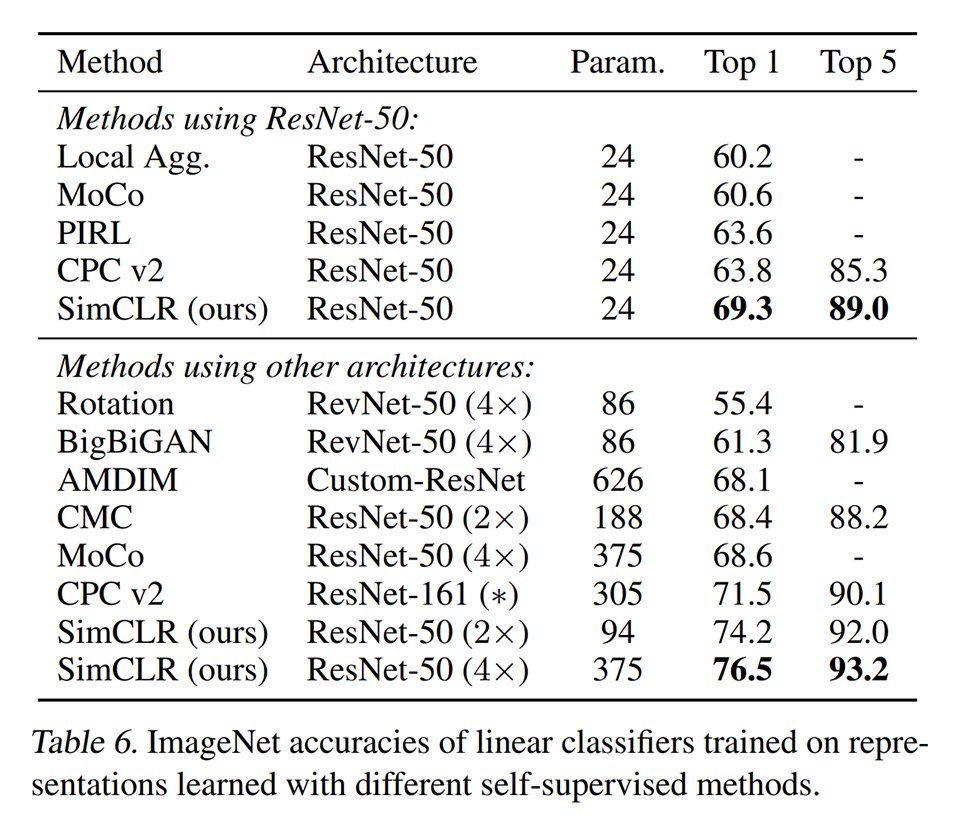 Method Architecture Param. Top 1 Top 5
Methods using ResNet-50:
Local Agg. ResNet-50 24 60.2 -
MoCo ResNet-50 24 60.6 -
PIRL ResNet-50 24 63.6 -
CPC v2 ResNet-50 24 63.8 85.3
SimCLR (ours) ResNet-50 24 69.3 89.0
Methods using other architectures:
Rotation RevNet-50 (4×) 86 55.4 -
BigBiGAN RevNet-50 (4×) 86 61.3 81.9
AMDIM Custom-ResNet 626 68.1 -
CMC ResNet-50 (2×) 188 68.4 88.2
MoCo ResNet-50 (4×) 375 68.6 -
CPC v2 ResNet-161 (∗) 305 71.5 90.1
SimCLR (ours) ResNet-50 (2×) 94 74.2 92.0
SimCLR (ours) ResNet-50 (4×) 375 76.5 93.2
Table 6. ImageNet accuracies of linear classifiers trained on repre-
sentations learned with different self-supervised methods.